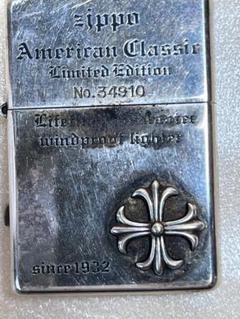 zippo
American Classic
Limited Edition
No.34910
windproof lighter
since1932